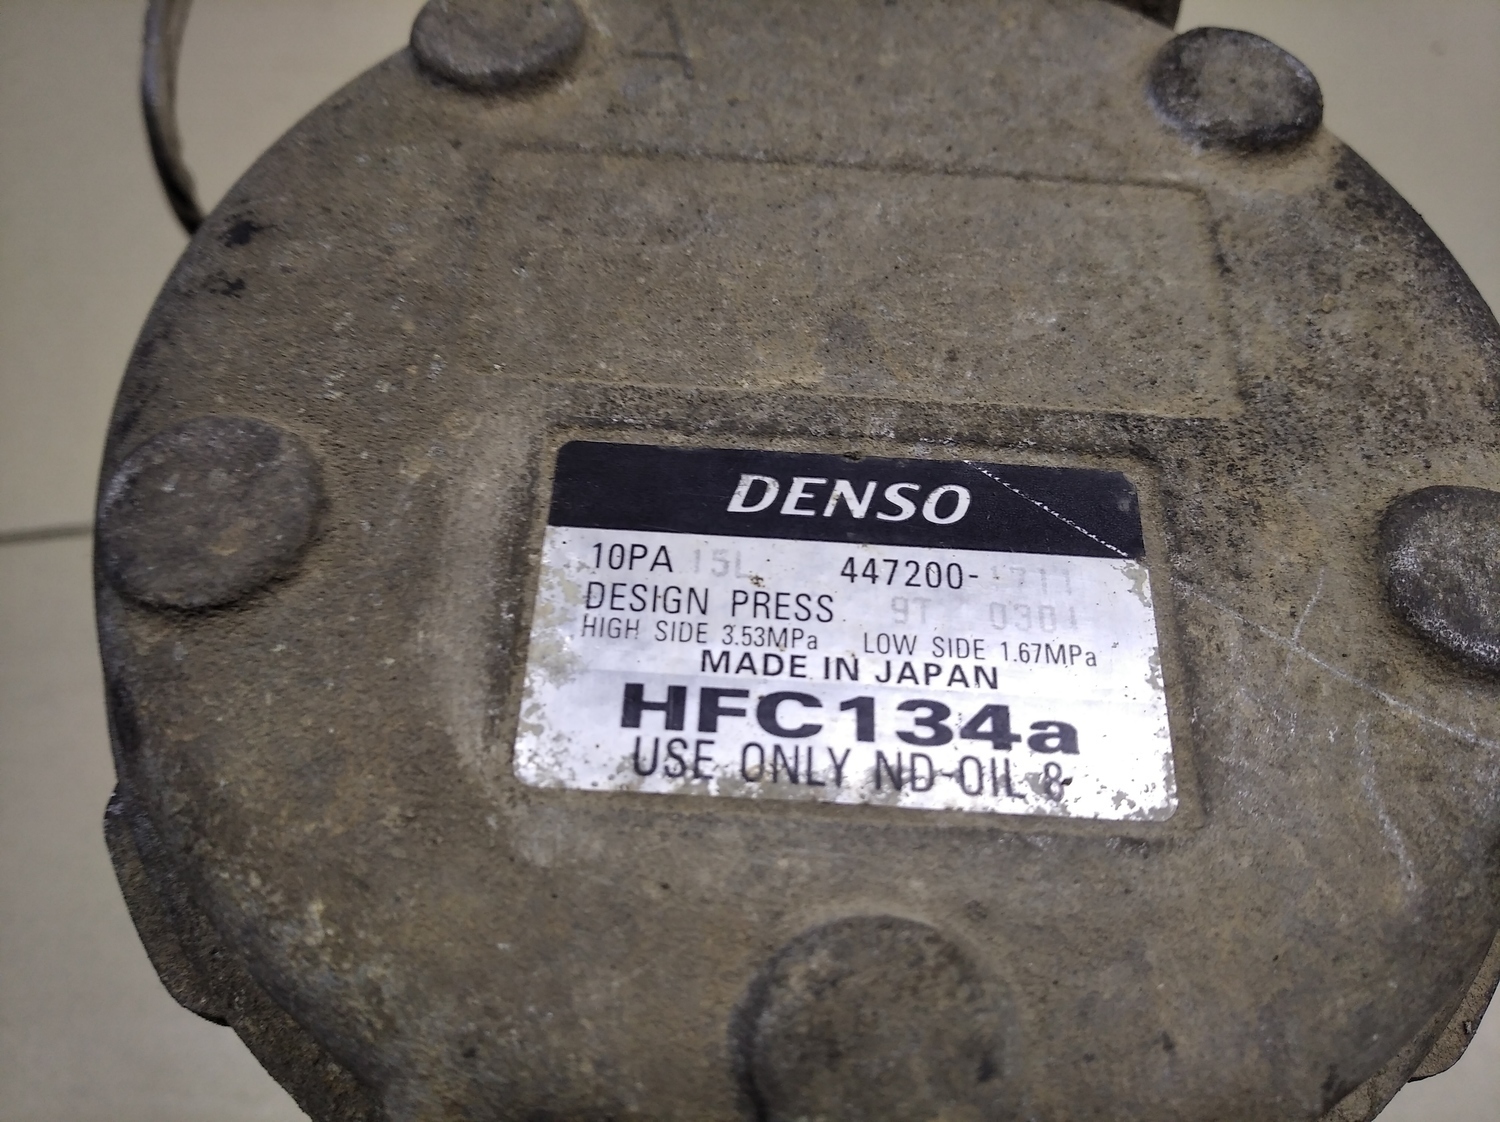 A
DENSO
10PA 15L 447200-
DESIGN PRESS 9T
HIGH SIDE 3.53MPa LOW SIDE 1.67MPa
MADE IN JAPAN
HFC134a
USE ONLY ND-OIL 8